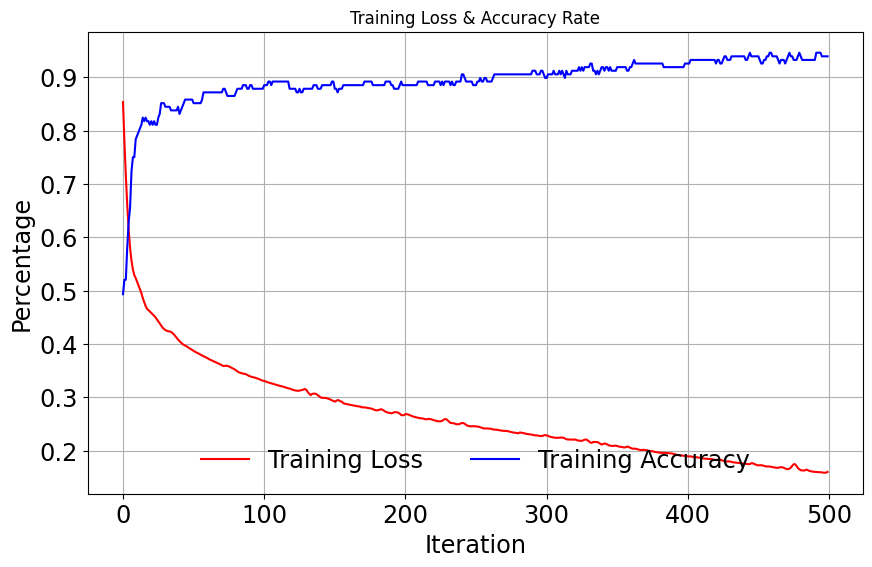 Training Loss & Accuracy Rate
Percentage
0.9
0.8
0.7
0.6
0.5
0.4
0.3
0.2
Training Loss
Training Accuracy
0 100 200 300 400 500
Iteration